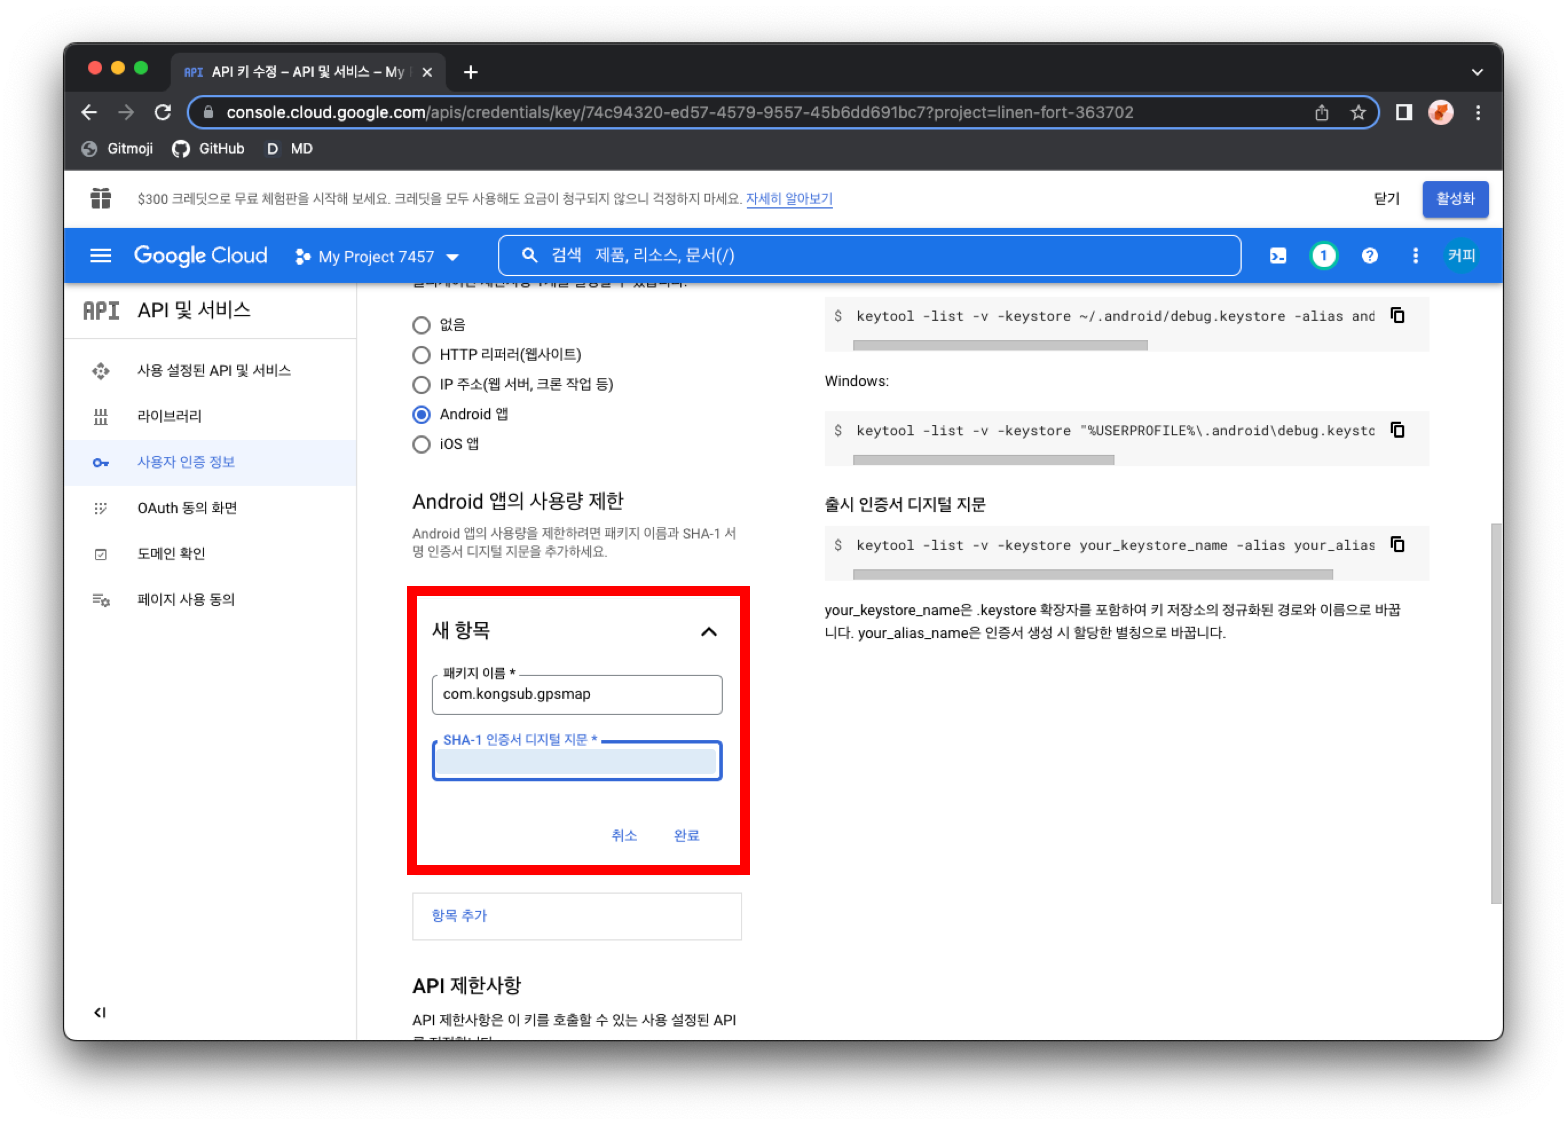 API API 키 수정 – API 및 서비스 – My
console.cloud.google.com/apis/credentials/key/74c94320-ed57-4579-9557-45b6dd691bc7?project=linen-fort-363702
Gitmoji GitHub D MD
$300 크레딧으로 무료 체험판을 시작해 보세요. 크레딧을 모두 사용해도 요금이 청구되지 않으니 걱정하지 마세요. 자세히 알아보기
닫기 활성화
Google Cloud My Project 7457 검색 제품, 리소스, 문서(/) 1 커피
API API 및 서비스
사용 설정된 API 및 서비스
라이브러리
사용자 인증 정보
OAuth 동의 화면
도메인 확인
페이지 사용 동의
없음
HTTP 리퍼러(웹사이트)
IP 주소(웹 서버, 크론 작업 등)
Android 앱
iOS 앱
Android 앱의 사용량 제한
Android 앱의 사용량을 제한하려면 패키지 이름과 SHA-1 서
명 인증서 디지털 지문을 추가하세요.
새 항목
패키지 이름 *
com.kongsub.gpsmap
SHA-1 인증서 디지털 지문 *
취소 완료
항목 추가
API 제한사항
API 제한사항은 이 키를 호출할 수 있는 사용 설정된 API
$ keytool -list -v -keystore ~/.android/debug.keystore -alias and
Windows:
$ keytool -list -v -keystore "%USERPROFILE%\.android\debug.keysto
출시 인증서 디지털 지문
$ keytool -list -v -keystore your_keystore_name -alias your_alias
your_keystore_name은 .keystore 확장자를 포함하여 키 저장소의 정규화된 경로와 이름으로 바꿉
니다. your_alias_name은 인증서 생성 시 할당한 별칭으로 바꿉니다.